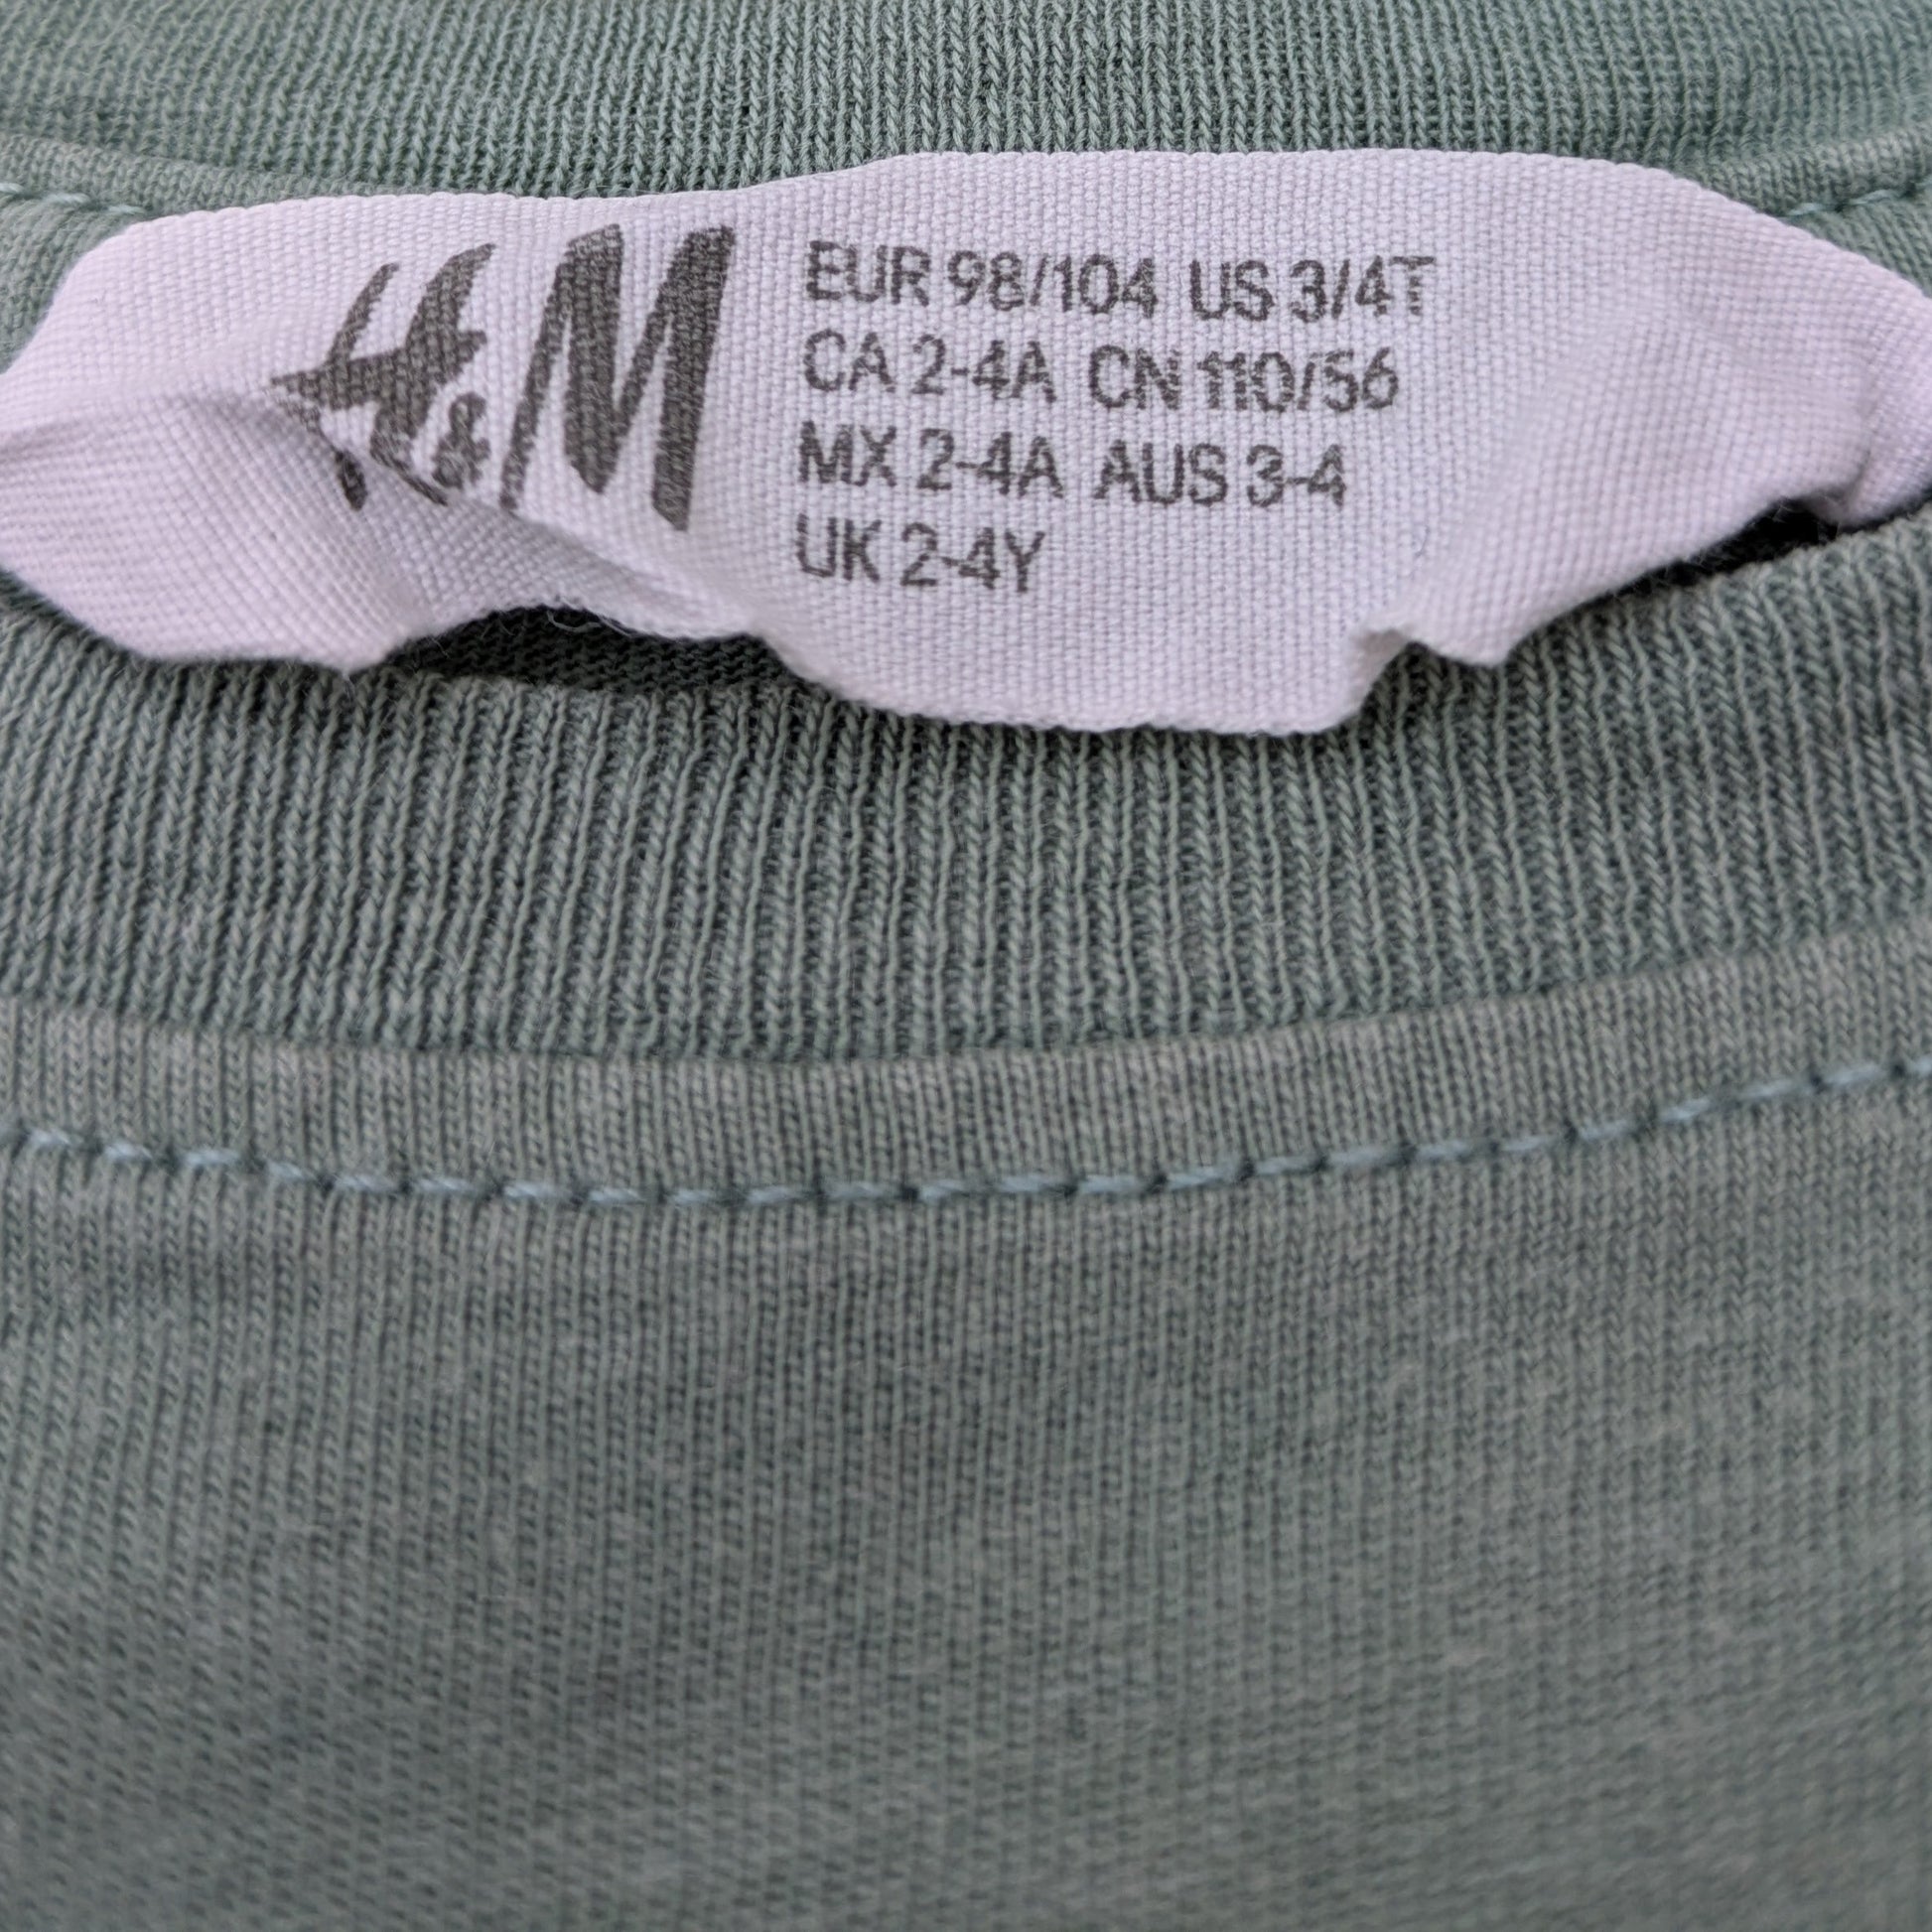 H&M
EUR 98/104 US 3/4T
CA 2-4A CN 110/56
MX 2-4A AUS 3-4
UK 2-4Y